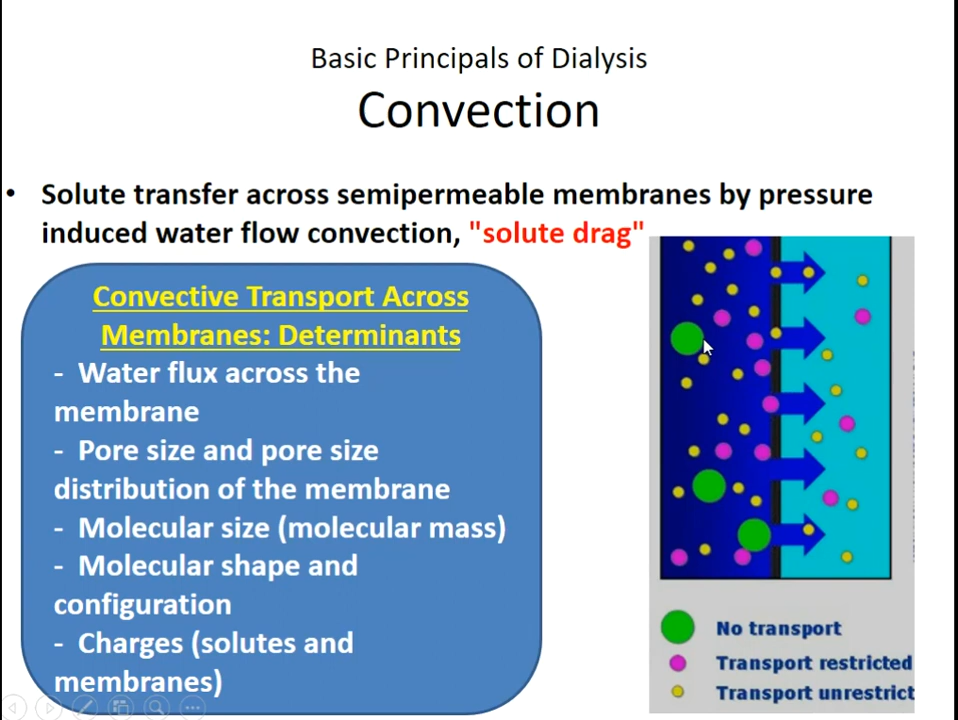 Basic Principals of Dialysis
Convection
• Solute transfer across semipermeable membranes by pressure
induced water flow convection, "solute drag"
Convective Transport Across
Membranes: Determinants
- Water flux across the
membrane
- Pore size and pore size
distribution of the membrane
- Molecular size (molecular mass)
- Molecular shape and
configuration
- Charges (solutes and
membranes)
No transport
Transport restricted
Transport unrestrict